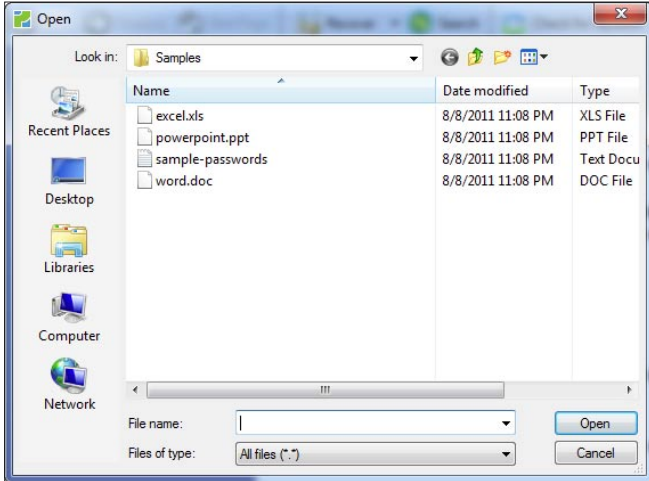 Open
Look in: Samples
Name Date modified Type
excel.xls 8/8/2011 11:08 PM XLS File
powerpoint.ppt 8/8/2011 11:08 PM PPT File
sample-passwords 8/8/2011 11:08 PM Text Docu
word.doc 8/8/2011 11:08 PM DOC File
Recent Places
Desktop
Libraries
Computer
Network
File name: Open
Files of type: All files (*.*) Cancel